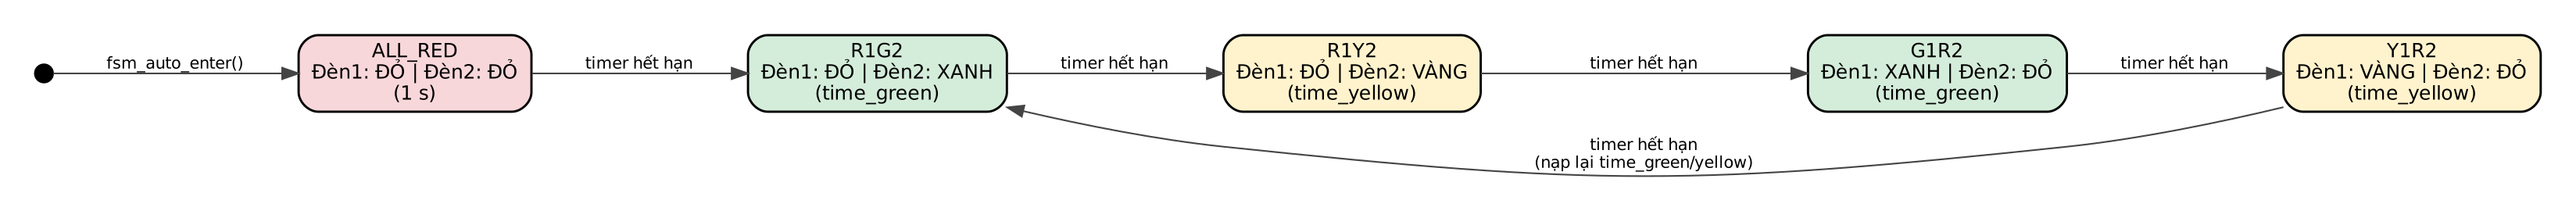 fsm_auto_enter()
ALL_RED
Đèn1: ĐỎ | Đèn2: ĐỎ
(1 s)
timer hết hạn
R1G2
Đèn1: ĐỎ | Đèn2: XANH
(time_green)
timer hết hạn
R1Y2
Đèn1: ĐỎ | Đèn2: VÀNG
(time_yellow)
timer hết hạn
G1R2
Đèn1: XANH | Đèn2: ĐỎ
(time_green)
timer hết hạn
Y1R2
Đèn1: VÀNG | Đèn2: ĐỎ
(time_yellow)
timer hết hạn
(nạp lại time_green/yellow)